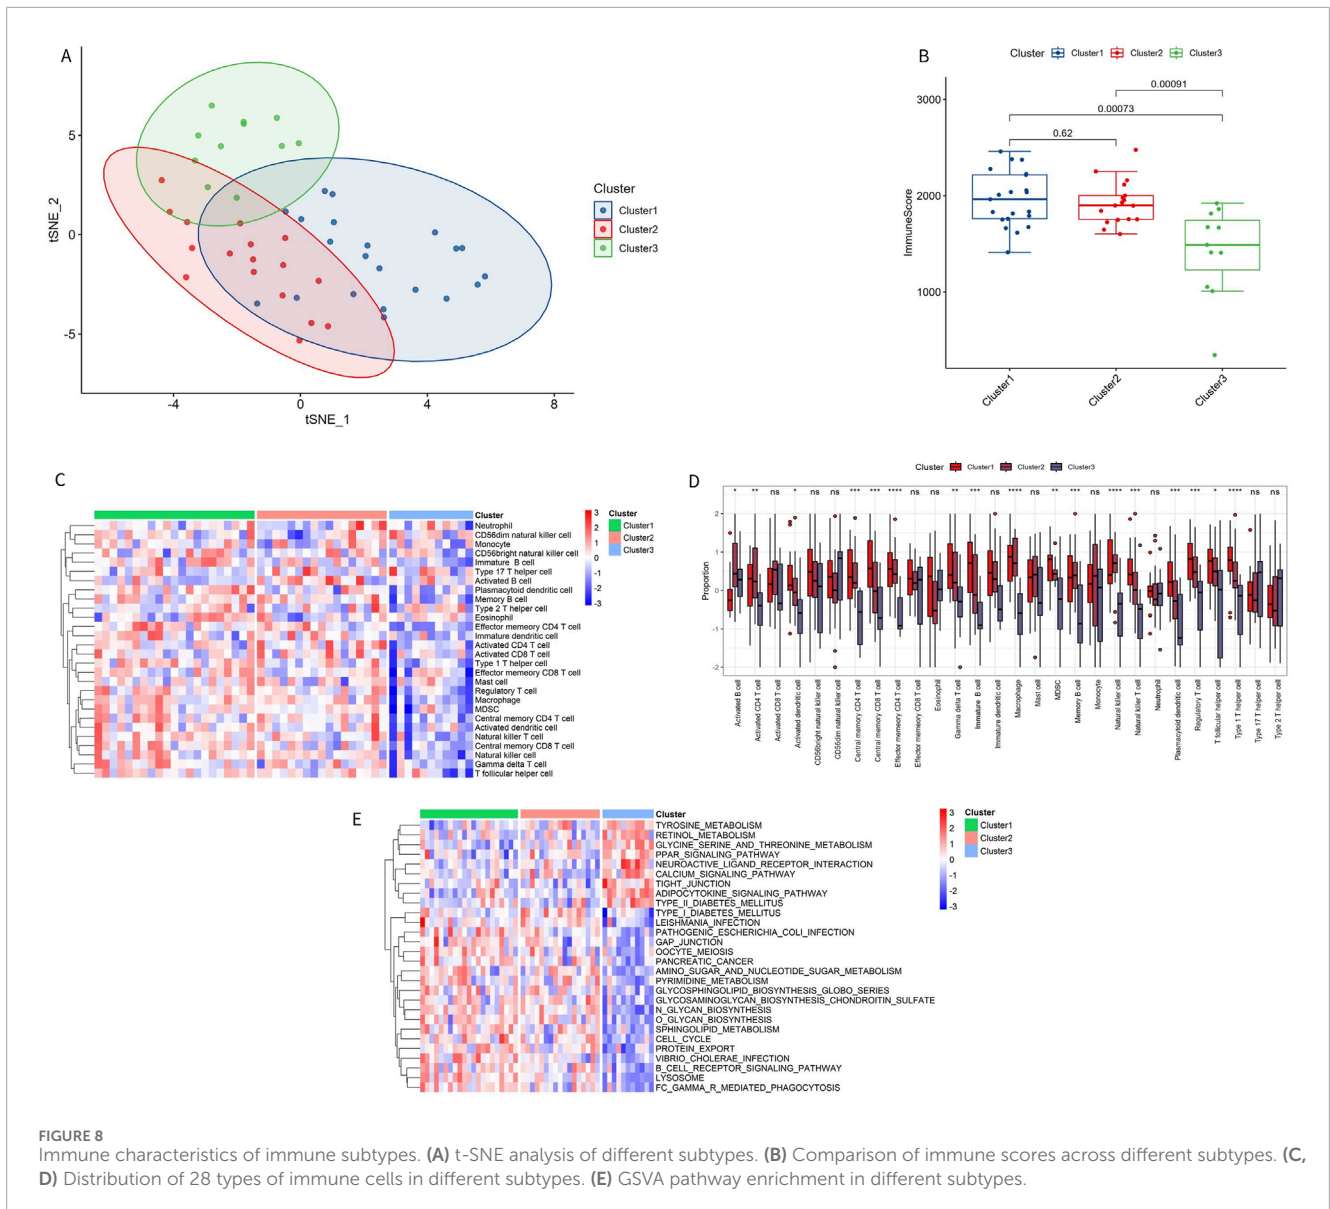 A
5
0
-5
tSNE_2
-4
0
4
8
tSNE_1
Cluster
Cluster1
Cluster2
Cluster3
B
Cluster Cluster1 Cluster2 Cluster3
3000
2000
1000
ImmuneScore
0.00091
0.00073
0.62
Cluster1
Cluster2
Cluster3
C
Cluster
Neutrophil
CD56dim natural killer cell
Monocyte
CD56bright natural killer cell
Immature B cell
Type 17 T helper cell
Activated B cell
Plasmacytoid dendritic cell
Memory B cell
Type 2 T helper cell
Eosinophil
Effector memeory CD4 T cell
Immature dendritic cell
Activated CD4 T cell
Activated CD8 T cell
Type 1 T helper cell
Effector memeory CD8 T cell
Mast cell
Regulatory T cell
Macrophage
MDSC
Central memory CD4 T cell
Activated dendritic cell
Natural killer T cell
Central memory CD8 T cell
Natural killer cell
Gamma delta T cell
T follicular helper cell
3
2
1
0
-1
-2
-3
Cluster
Cluster1
Cluster2
Cluster3
D
Cluster Cluster1 Cluster2 Cluster3
* ** ns * ns ns *** *** **** ns ns ** *** ns **** ns ** *** ns **** *** ns *** *** * **** ns ns
2
1
0
-1
-2
Proportion
Activated B cell
Activated CD4 T cell
Activated CD8 T cell
Activated dendritic cell
CD56bright natural killer cell
CD56dim natural killer cell
Central memory CD4 T cell
Central memory CD8 T cell
Effector memeory CD4 T cell
Effector memeory CD8 T cell
Eosinophil
Gamma delta T cell
Immature B cell
Immature dendritic cell
Macrophage
Mast cell
MDSC
Memory B cell
Monocyte
Natural killer cell
Natural killer T cell
Neutrophil
Plasmacytoid dendritic cell
Regulatory T cell
T follicular helper cell
Type 1 T helper cell
Type 17 T helper cell
Type 2 T helper cell
E
Cluster
TYROSINE_METABOLISM
RETINOL_METABOLISM
GLYCINE_SERINE_AND_THREONINE_METABOLISM
PPAR_SIGNALING_PATHWAY
NEUROACTIVE_LIGAND_RECEPTOR_INTERACTION
CALCIUM_SIGNALING_PATHWAY
TIGHT_JUNCTION
ADIPOCYTOKINE_SIGNALING_PATHWAY
TYPE_II_DIABETES_MELLITUS
TYPE_I_DIABETES_MELLITUS
LEISHMANIA_INFECTION
PATHOGENIC_ESCHERICHIA_COLI_INFECTION
GAP_JUNCTION
OOCYTE_MEIOSIS
PANCREATIC_CANCER
AMINO_SUGAR_AND_NUCLEOTIDE_SUGAR_METABOLISM
PYRIMIDINE_METABOLISM
GLYCOSPHINGOLIPID_BIOSYNTHESIS_GLOBO_SERIES
GLYCOSAMINOGLYCAN_BIOSYNTHESIS_CHONDROITIN_SULFATE
N_GLYCAN_BIOSYNTHESIS
O_GLYCAN_BIOSYNTHESIS
SPHINGOLIPID_METABOLISM
CELL_CYCLE
PROTEIN_EXPORT
VIBRIO_CHOLERAE_INFECTION
B_CELL_RECEPTOR_SIGNALING_PATHWAY
LYSOSOME
FC_GAMMA_R_MEDIATED_PHAGOCYTOSIS
3
2
1
0
-1
-2
-3
Cluster
Cluster1
Cluster2
Cluster3
FIGURE 8
Immune characteristics of immune subtypes. (A) t-SNE analysis of different subtypes. (B) Comparison of immune scores across different subtypes. (C,
D) Distribution of 28 types of immune cells in different subtypes. (E) GSVA pathway enrichment in different subtypes.